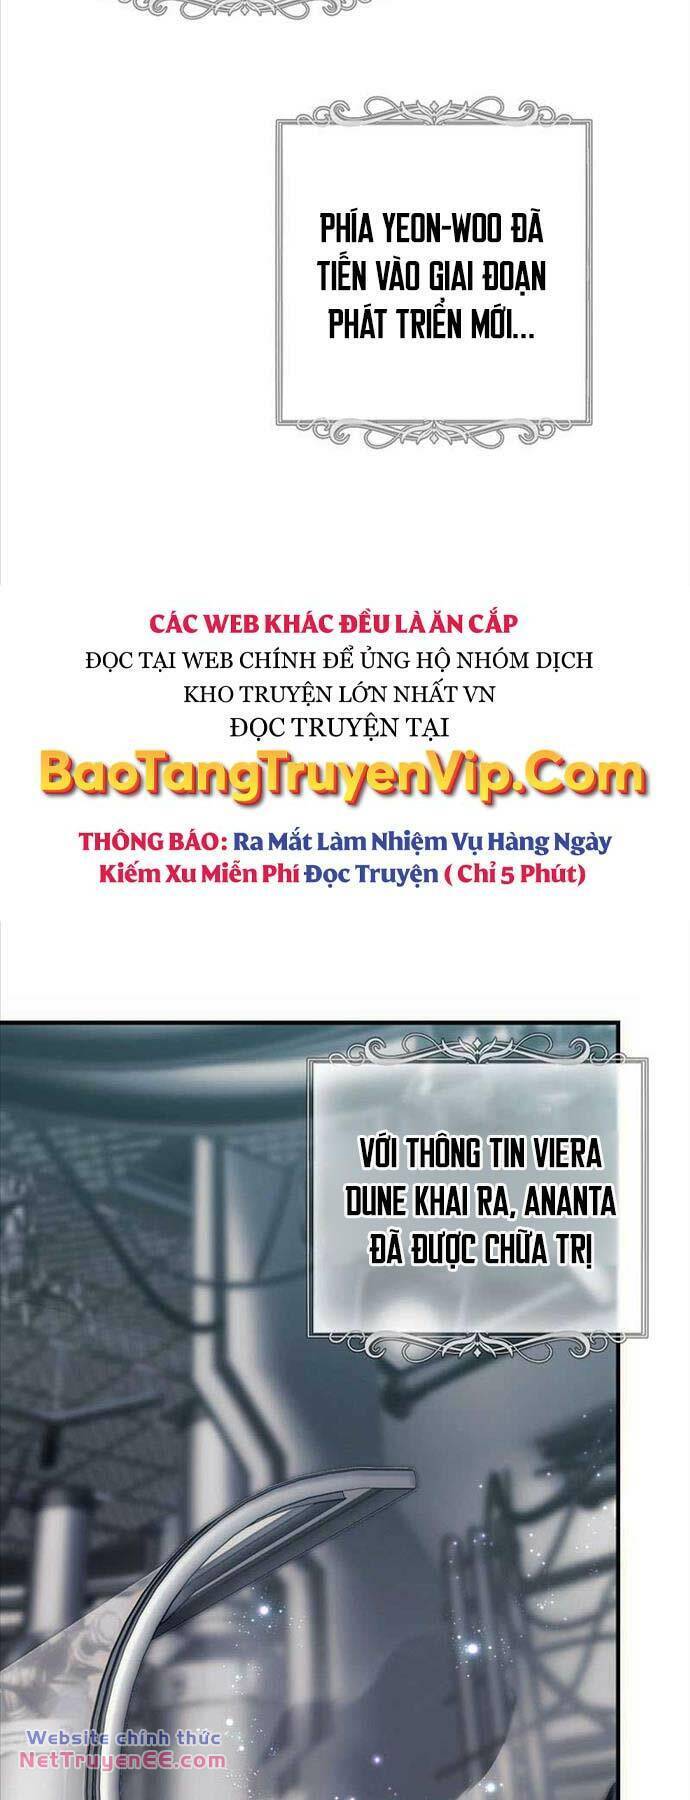 PHÍA YEON-WOO ĐÃ
TIẾN VÀO GIAI ĐOẠN
PHÁT TRIỂN MỚI...
CÁC WEB KHÁC ĐỀU LÀ ĂN CẮP
ĐỌC TẠI WEB CHÍNH ĐỂ ỦNG HỘ NHÓM DỊCH
KHO TRUYỆN LỚN NHẤT VN
ĐỌC TRUYỆN TẠI
BaoTangTruyenVip.Com
THÔNG BÁO: Ra Mắt Làm Nhiệm Vụ Hàng Ngày
Kiếm Xu Miễn Phí Đọc Truyện ( Chỉ 5 Phút)
VỚI THÔNG TIN VIERA
DUNE KHAI RA, ANANTA
ĐÃ ĐƯỢC CHỮA TRỊ
Website chính thức
NetTruyenEE.com